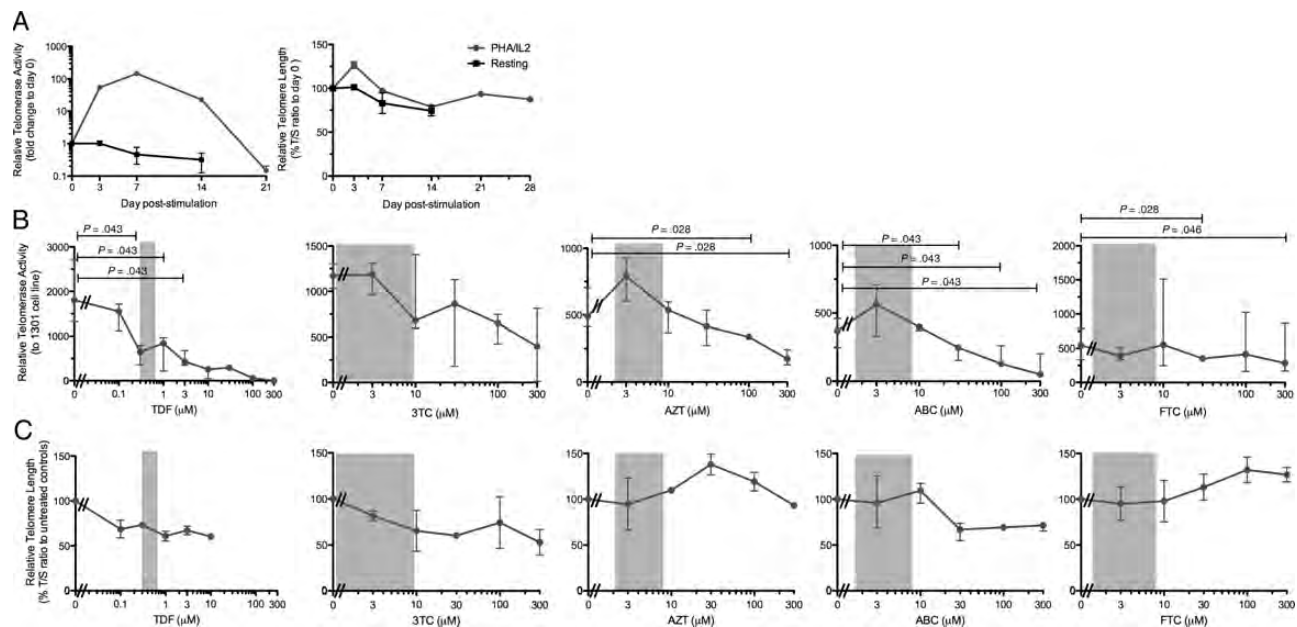 A
Relative Telomerase Activity
(fold change to day 0)
1000
100
10
1
0.1
0 3 7 14 21
Day post-stimulation
Relative Telomere Length
(%T/S ratio to day 0)
150
125
100
75
50
0
0 3 7 14 21 28
Day post-stimulation
PHA/IL2
Resting
B
Relative Telomerase Activity
(to 1301 cell line)
P = .043
P = .043
P = .043
3000
2000
1000
0
0 0.1 1 3 10 100 300
TDF (μM)
1500
1000
500
0
0 3 10 30 100 300
3TC (μM)
P = .028
P = .028
1000
500
0
0 3 10 30 100 300
AZT (μM)
P = .043
P = .043
P = .043
1000
500
0
0 3 10 30 100 300
ABC (μM)
P = .028
P = .046
2000
1500
1000
500
0
0 3 10 30 100 300
FTC (μM)
C
Relative Telomere Length
(% T/S ratio to untreated controls)
150
100
50
0
0 0.1 1 3 10 100 300
TDF (μM)
150
100
50
0
0 3 10 30 100 300
3TC (μM)
150
100
50
0
0 3 10 30 100 300
AZT (μM)
150
100
50
0
0 3 10 30 100 300
ABC (μM)
150
100
50
0
0 3 10 30 100 300
FTC (μM)